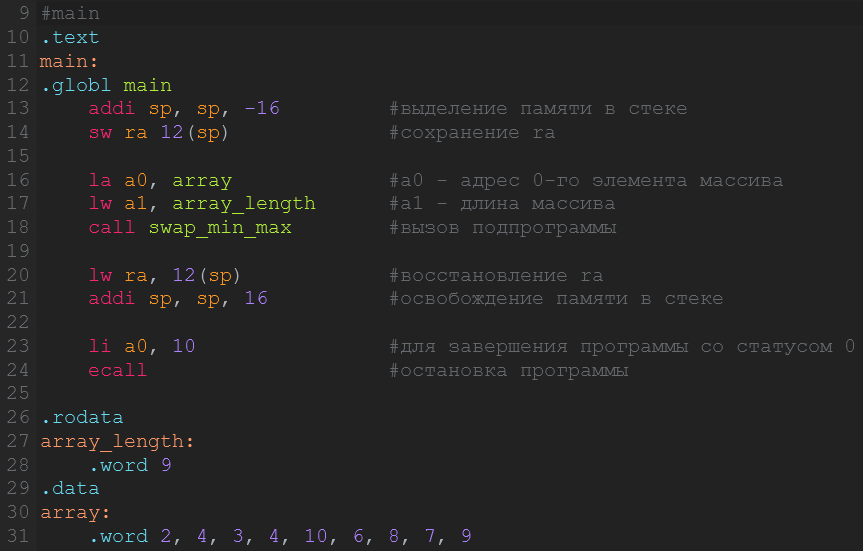 9 #main
10 .text
11 main:
12 .globl main
13     addi sp, sp, -16         #выделение памяти в стеке
14     sw ra 12(sp)             #сохранение ra
15
16     la a0, array             #a0 - адрес 0-го элемента массива
17     lw a1, array_length      #a1 - длина массива
18     call swap_min_max        #вызов подпрограммы
19
20     lw ra, 12(sp)            #восстановление ra
21     addi sp, sp, 16          #освобождение памяти в стеке
22
23     li a0, 10                #для завершения программы со статусом 0
24     ecall                    #остановка программы
25
26 .rodata
27 array_length:
28     .word 9
29 .data
30 array:
31     .word 2, 4, 3, 4, 10, 6, 8, 7, 9